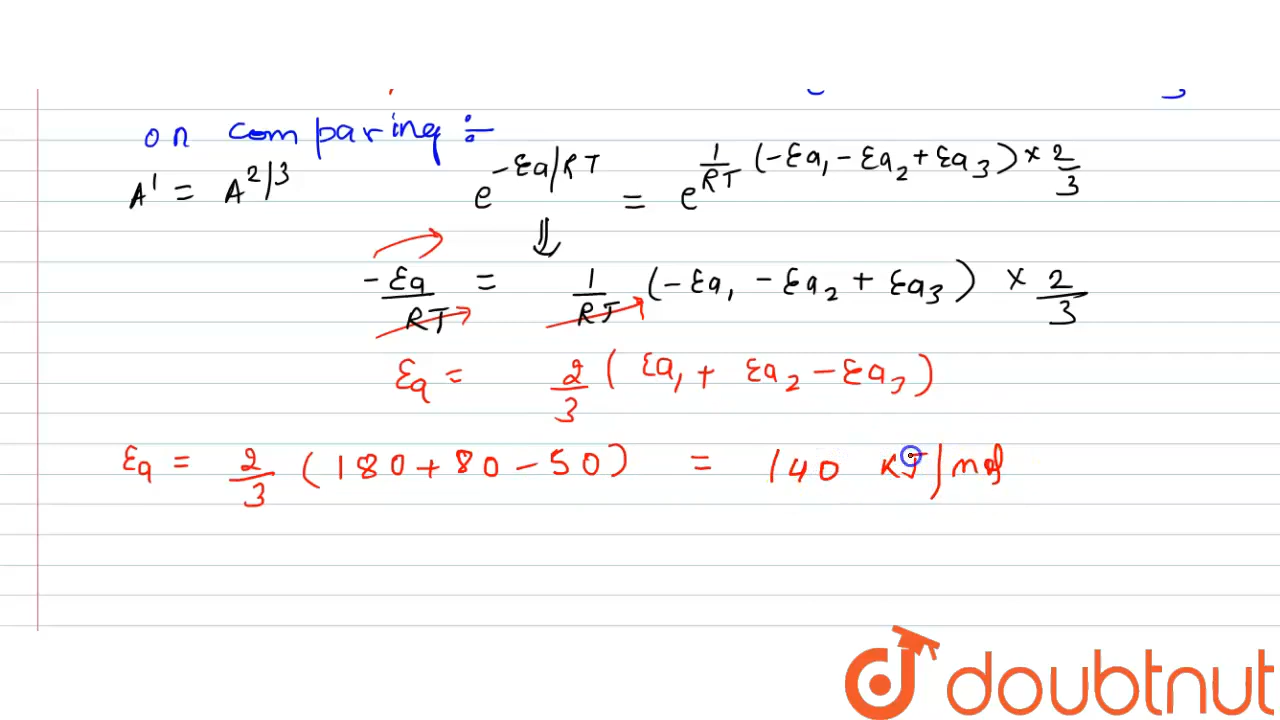 on comparing :-
A' = A^2/3 e^-Ea/RT = e^1/RT (-Ea1 - Ea2 + Ea3) × 2/3
⇓
-Ea/RT = 1/RT (-Ea1 - Ea2 + Ea3) × 2/3
Ea = 2/3 ( Ea1 + Ea2 - Ea3 )
Ea = 2/3 ( 180 + 80 - 50 ) = 140 KJ/mol
doubtnut